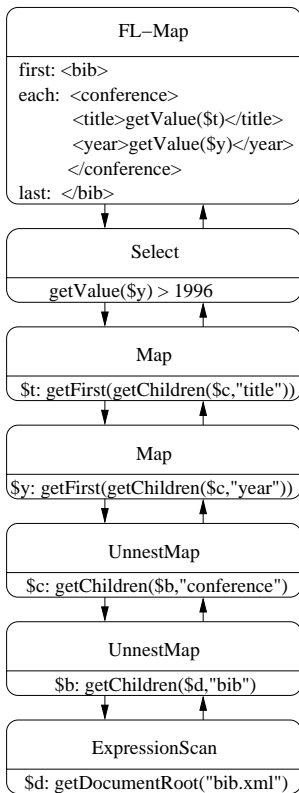 FL−Map
first: <bib>
each: <conference>
<title>getValue($t)</title>
<year>getValue($y)</year>
</conference>
last: </bib>
Select
getValue($y) > 1996
Map
$t: getFirst(getChildren($c,"title"))
Map
$y: getFirst(getChildren($c,"year"))
UnnestMap
$c: getChildren($b,"conference")
UnnestMap
$b: getChildren($d,"bib")
ExpressionScan
$d: getDocumentRoot("bib.xml")